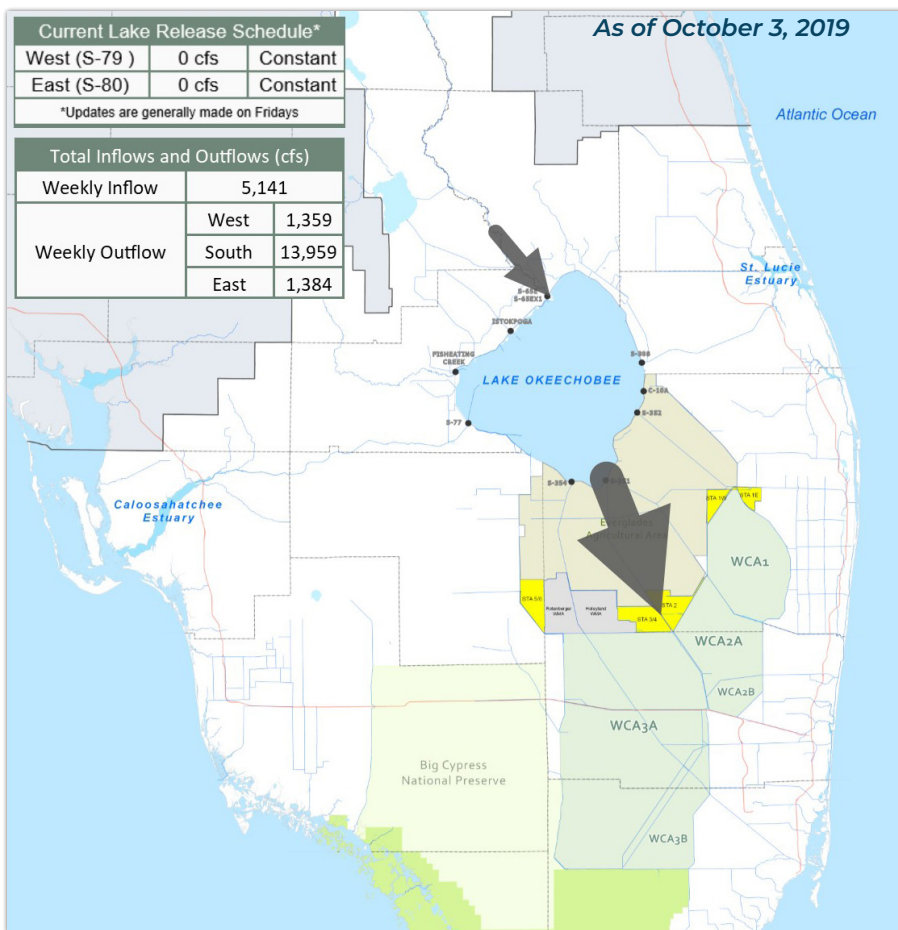 As of October 3, 2019
Current Lake Release Schedule*
West (S-79 ) 0 cfs Constant
East (S-80) 0 cfs Constant
*Updates are generally made on Fridays
Total Inflows and Outflows (cfs)
Weekly Inflow 5,141
Weekly Outflow
West 1,359
South 13,959
East 1,384
Atlantic Ocean
St. Lucie
Estuary
S-65EX1
ISTOKPOGA
FISHEATING
CREEK
LAKE OKEECHOBEE
S-308
C-10A
S-352
S-77
S-354
Caloosahatchee
Estuary
Everglades
Agricultural Area
STA 1W
STA 1E
WCA1
STA 5/6
Holeyland
WMA
STA 2
STA 3/4
WCA2A
WCA2B
WCA3A
Big Cypress
National Preserve
WCA3B